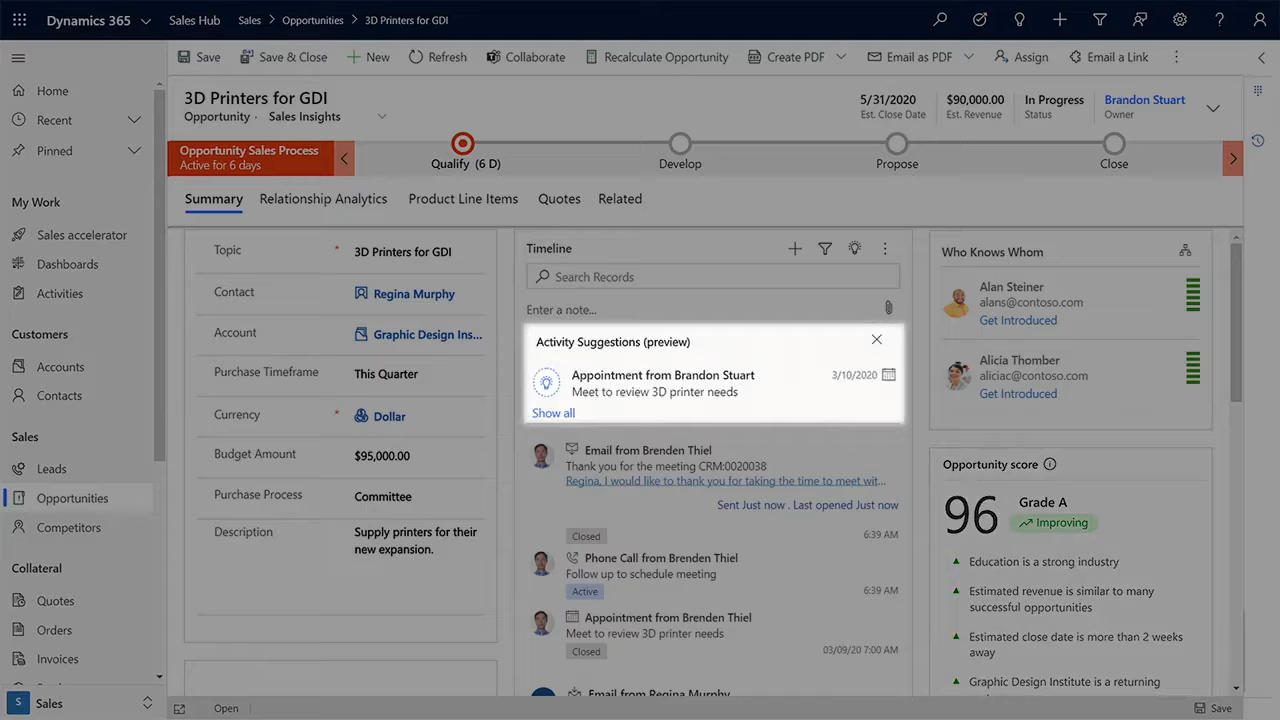 Dynamics 365
Sales Hub
Sales > Opportunities > 3D Printers for GDI
Save
Save & Close
New
Refresh
Collaborate
Recalculate Opportunity
Create PDF
Email as PDF
Assign
Email a Link
Home
Recent
Pinned
My Work
Sales accelerator
Dashboards
Activities
Customers
Accounts
Contacts
Sales
Leads
Opportunities
Competitors
Collateral
Quotes
Orders
Invoices
S
Sales
3D Printers for GDI
Opportunity · Sales Insights
5/31/2020
Est. Close Date
$90,000.00
Est. Revenue
In Progress
Status
Brandon Stuart
Owner
Opportunity Sales Process
Active for 6 days
Qualify (6 D)
Develop
Propose
Close
Summary
Relationship Analytics
Product Line Items
Quotes
Related
Topic * 3D Printers for GDI
Contact Regina Murphy
Account Graphic Design Ins...
Purchase Timeframe This Quarter
Currency * Dollar
Budget Amount $95,000.00
Purchase Process Committee
Description Supply printers for their
new expansion.
Timeline
Search Records
Enter a note...
Activity Suggestions (preview)
Appointment from Brandon Stuart 3/10/2020
Meet to review 3D printer needs
Show all
Email from Brenden Thiel
Thank you for the meeting CRM:0020038
Regina, I would like to thank you for taking the time to meet wit...
Sent Just now . Last opened Just now
Closed 6:39 AM
Phone Call from Brenden Thiel
Follow up to schedule meeting
Active 6:39 AM
Appointment from Brenden Thiel
Meet to review 3D printer needs
Closed 03/09/20 7:00 AM
Email from Regina Murphy
Who Knows Whom
Alan Steiner
alans@contoso.com
Get Introduced
Alicia Thomber
aliciac@contoso.com
Get Introduced
Opportunity score
96
Grade A
Improving
Education is a strong industry
Estimated revenue is similar to many
successful opportunities
Estimated close date is more than 2 weeks
away
Graphic Design Institute is a returning
Open
Save